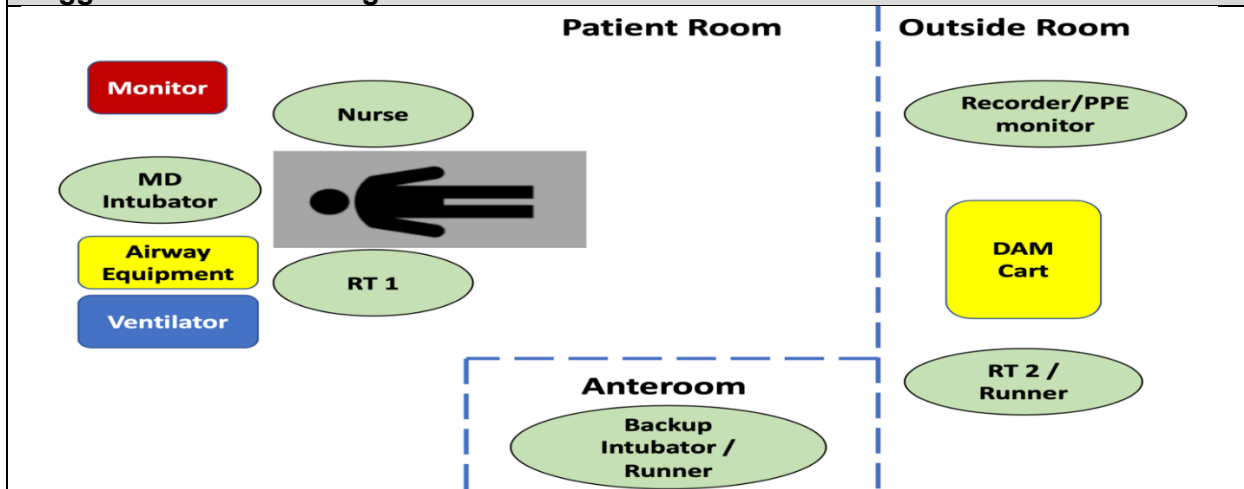 Patient Room
Outside Room
Monitor
Nurse
Recorder/PPE
monitor
MD
Intubator
Airway
Equipment
RT 1
DAM
Cart
Ventilator
Anteroom
RT 2 /
Runner
Backup
Intubator /
Runner